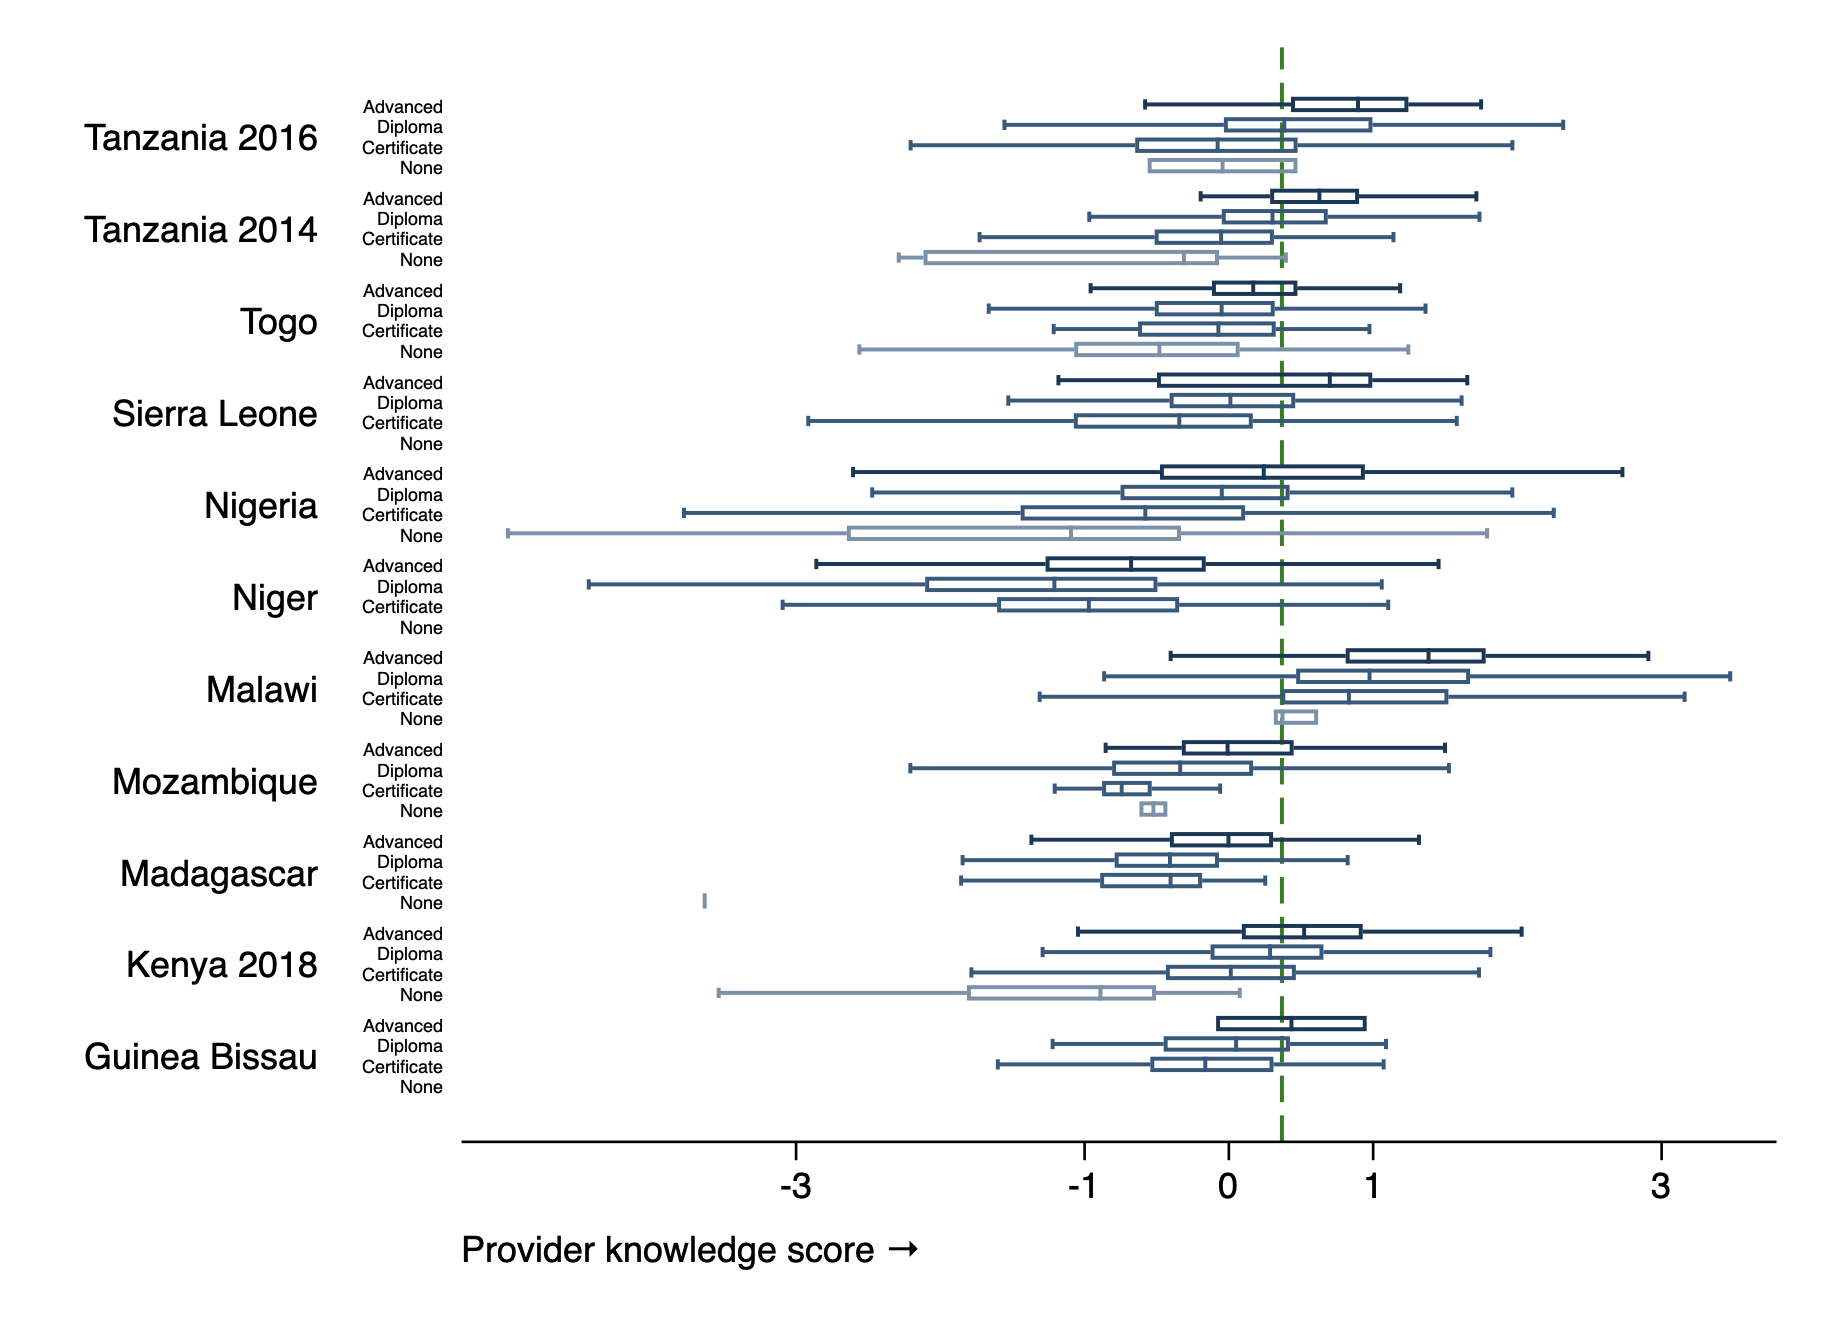 Advanced
Diploma
Tanzania 2016
Certificate
None
Advanced
Diploma
Tanzania 2014
Certificate
None
Advanced
Diploma
Togo
Certificate
None
Advanced
Diploma
Sierra Leone
Certificate
None
Advanced
Diploma
Nigeria
Certificate
None
Advanced
Diploma
Niger
Certificate
None
Advanced
Diploma
Malawi
Certificate
None
Advanced
Diploma
Mozambique
Certificate
None
Advanced
Diploma
Madagascar
Certificate
None
Advanced
Diploma
Kenya 2018
Certificate
None
Advanced
Diploma
Guinea Bissau
Certificate
None
-3 -1 0 1 3
Provider knowledge score →